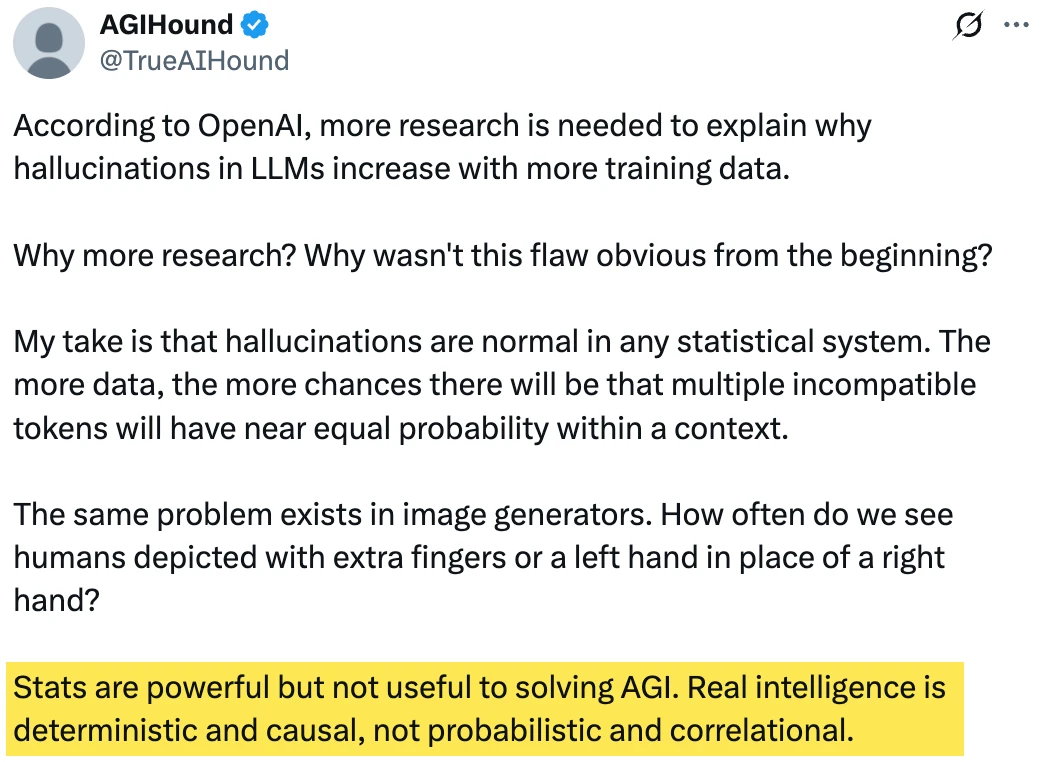 AGIHound
@TrueAIHound
According to OpenAI, more research is needed to explain why
hallucinations in LLMs increase with more training data.
Why more research? Why wasn't this flaw obvious from the beginning?
My take is that hallucinations are normal in any statistical system. The
more data, the more chances there will be that multiple incompatible
tokens will have near equal probability within a context.
The same problem exists in image generators. How often do we see
humans depicted with extra fingers or a left hand in place of a right
hand?
Stats are powerful but not useful to solving AGI. Real intelligence is
deterministic and causal, not probabilistic and correlational.